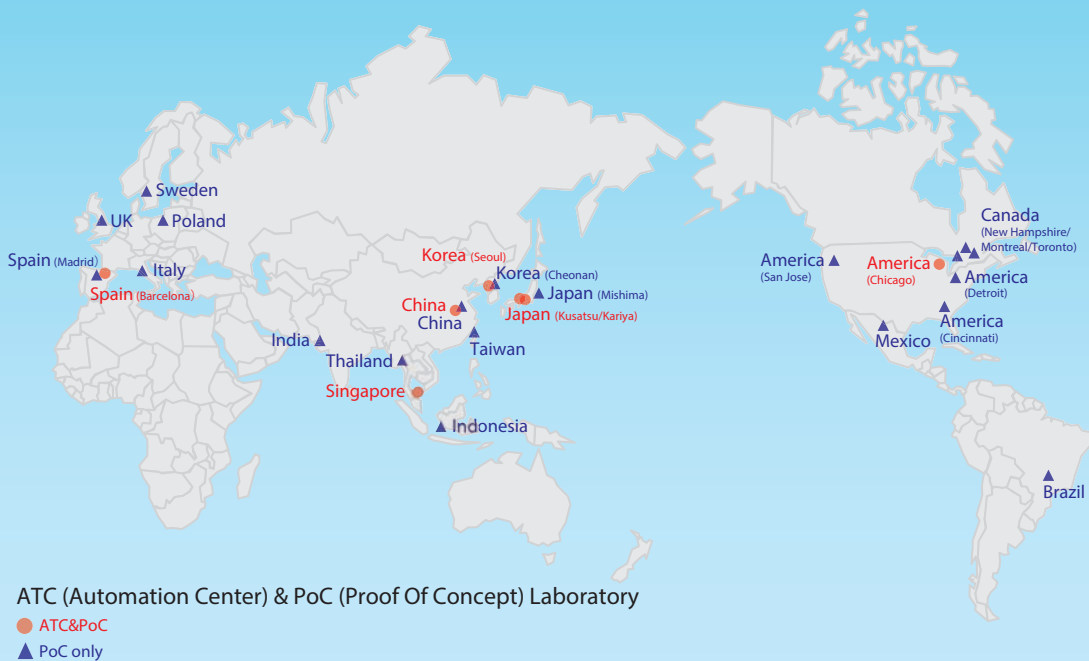 Sweden
UK
Poland
Spain (Madrid)
Italy
Spain (Barcelona)
Korea (Seoul)
Korea (Cheonan)
China
Japan (Mishima)
China
Japan (Kusatsu/Kariya)
India
Taiwan
Thailand
Singapore
Indonesia
Canada
(New Hampshire/
Montreal/Toronto)
America
(San Jose)
America
(Chicago)
America
(Detroit)
America
(Cincinnati)
Mexico
Brazil
ATC (Automation Center) & PoC (Proof Of Concept) Laboratory
ATC&PoC
PoC only